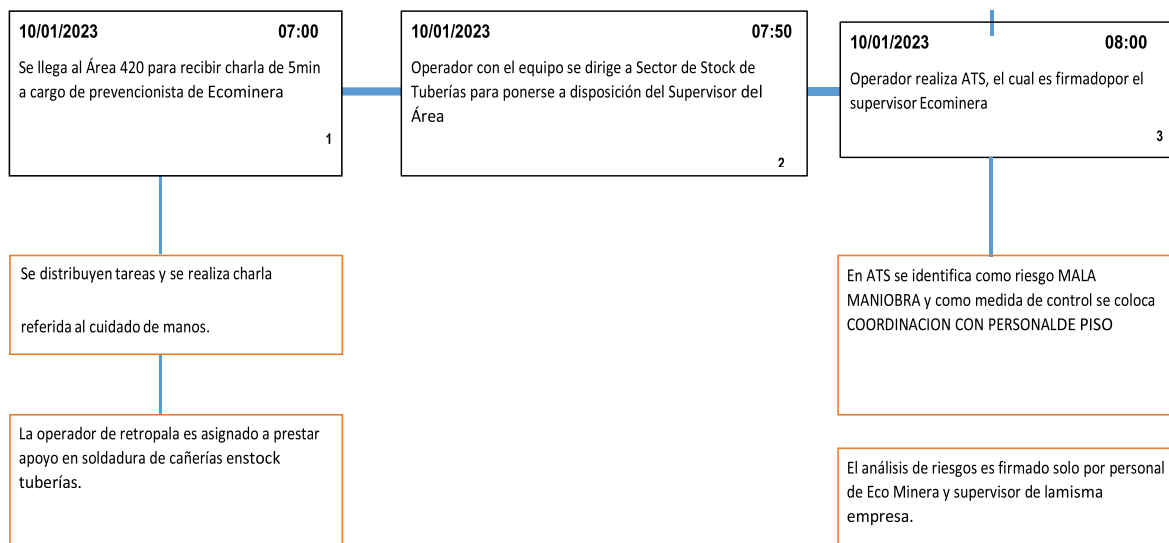 10/01/2023 07:00
Se llega al Área 420 para recibir charla de 5min
a cargo de prevencionista de Ecominera
1
10/01/2023 07:50
Operador con el equipo se dirige a Sector de Stock de
Tuberías para ponerse a disposición del Supervisor del
Área
2
10/01/2023 08:00
Operador realiza ATS, el cual es firmadopor el
supervisor Ecominera
3
Se distribuyen tareas y se realiza charla
referida al cuidado de manos.
La operador de retropala es asignado a prestar
apoyo en soldadura de cañerías enstock
tuberías.
En ATS se identifica como riesgo MALA
MANIOBRA y como medida de control se coloca
COORDINACION CON PERSONALDE PISO
El análisis de riesgos es firmado solo por personal
de Eco Minera y supervisor de lamisma
empresa.